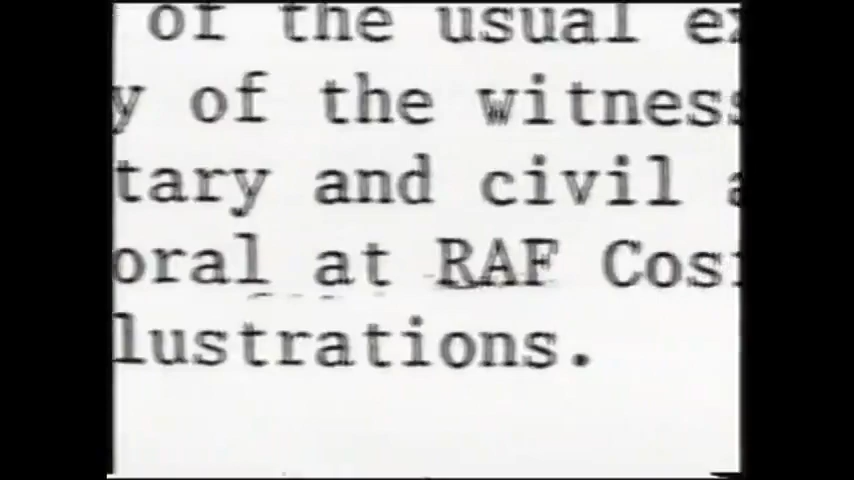 of the usual ex
y of the witness
tary and civil a
oral at RAF Cos
lustrations.